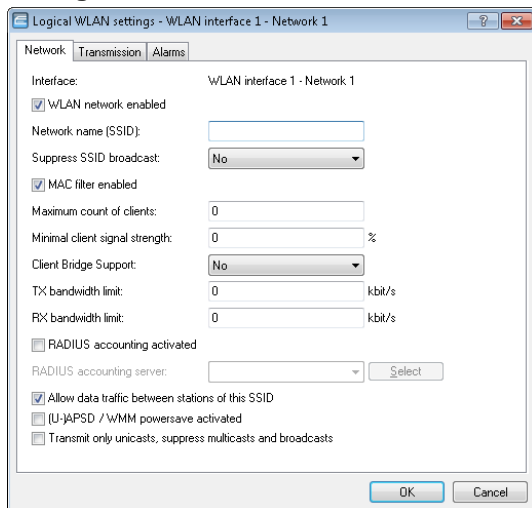 Logical WLAN settings - WLAN interface 1 - Network 1
Network Transmission Alarms
Interface: WLAN interface 1 - Network 1
WLAN network enabled
Network name (SSID):
Suppress SSID broadcast: No
MAC filter enabled
Maximum count of clients: 0
Minimal client signal strength: 0 %
Client Bridge Support: No
TX bandwidth limit: 0 kbit/s
RX bandwidth limit: 0 kbit/s
RADIUS accounting activated
RADIUS accounting server: Select
Allow data traffic between stations of this SSID
(U-)APSD / WMM powersave activated
Transmit only unicasts, suppress multicasts and broadcasts
OK Cancel